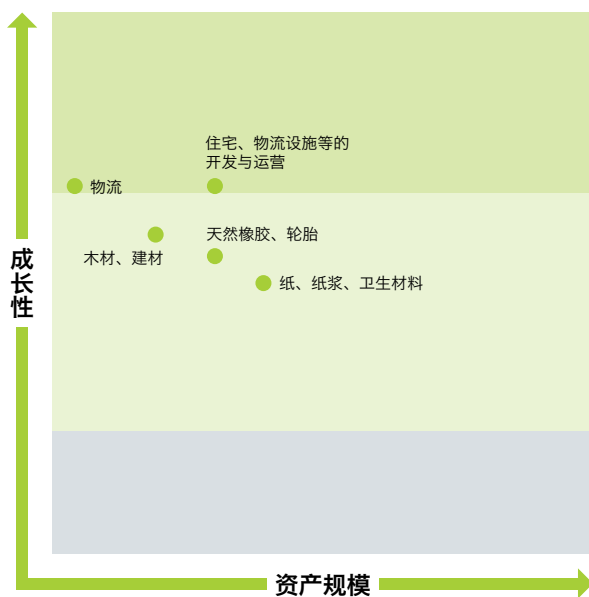 住宅、物流设施等的
开发与运营
物流
天然橡胶、轮胎
木材、建材
纸、纸浆、卫生材料
成长性
资产规模